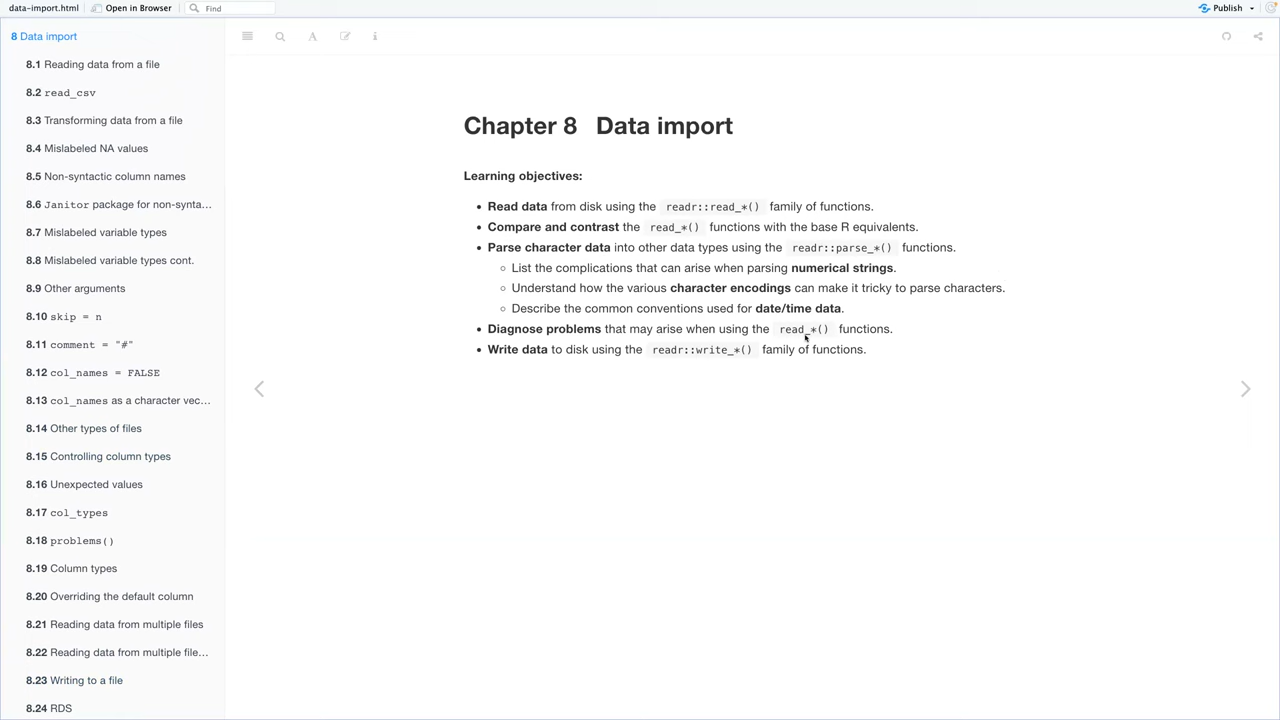 data-import.html Open in Browser Find Publish
8 Data import
8.1 Reading data from a file
8.2 read_csv
8.3 Transforming data from a file
8.4 Mislabeled NA values
8.5 Non-syntactic column names
8.6 Janitor package for non-synta...
8.7 Mislabeled variable types
8.8 Mislabeled variable types cont.
8.9 Other arguments
8.10 skip = n
8.11 comment = "#"
8.12 col_names = FALSE
8.13 col_names as a character vec...
8.14 Other types of files
8.15 Controlling column types
8.16 Unexpected values
8.17 col_types
8.18 problems()
8.19 Column types
8.20 Overriding the default column
8.21 Reading data from multiple files
8.22 Reading data from multiple file...
8.23 Writing to a file
8.24 RDS
Chapter 8 Data import
Learning objectives:
• Read data from disk using the readr::read_*() family of functions.
• Compare and contrast the read_*() functions with the base R equivalents.
• Parse character data into other data types using the readr::parse_*() functions.
○ List the complications that can arise when parsing numerical strings.
○ Understand how the various character encodings can make it tricky to parse characters.
○ Describe the common conventions used for date/time data.
• Diagnose problems that may arise when using the read_*() functions.
• Write data to disk using the readr::write_*() family of functions.